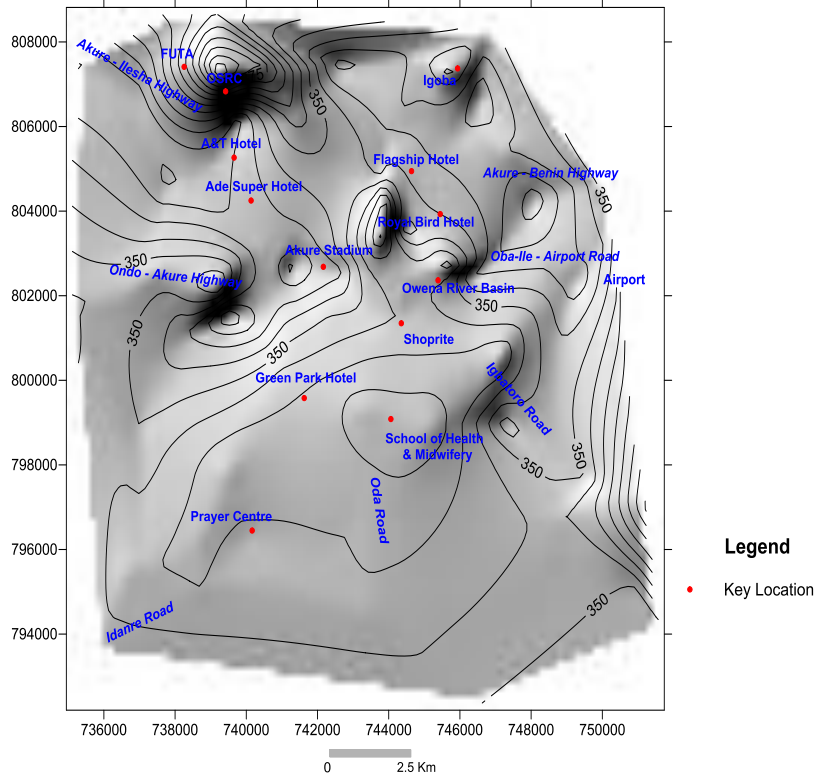 808000
806000
804000
802000
800000
798000
796000
794000
FUTA
Akure - Ilesha Highway
OSRC
Igoba
350
A&T Hotel
Flagship Hotel
Akure - Benin Highway
Ade Super Hotel
350
Royal Bird Hotel
Akure Stadium
350
Oba-Ile - Airport Road
Ondo - Akure Highway
Airport
Owena River Basin
350
350
Shoprite
350
Green Park Hotel
Igbatoro Road
School of Health
& Midwifery
350
350
Oda Road
Prayer Centre
Idanre Road
350
736000 738000 740000 742000 744000 746000 748000 750000
0 2.5 Km
Legend
Key Location